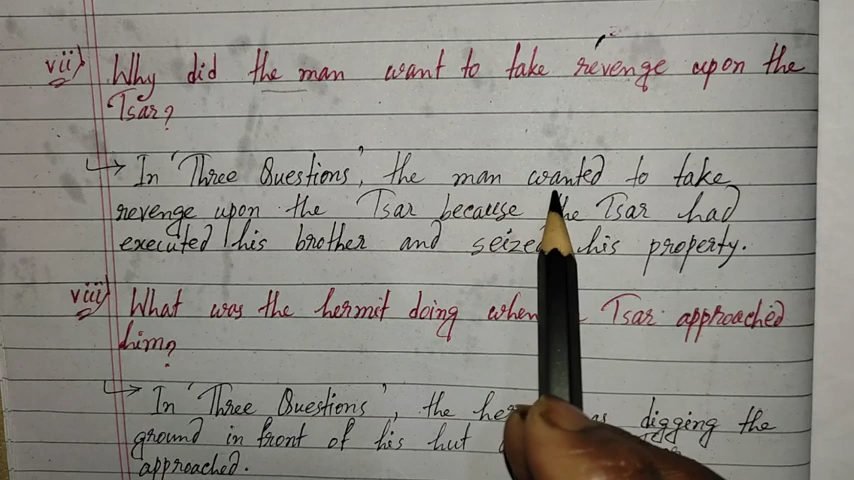 vii) Why did the man want to take revenge upon the
Tsar?
In 'Three Questions', the man wanted to take
revenge upon the Tsar because the Tsar had
executed his brother and seized his property.
viii) What was the hermit doing when Tsar approached
him?
In 'Three Questions', the digging the
ground in front of his hut
approached.